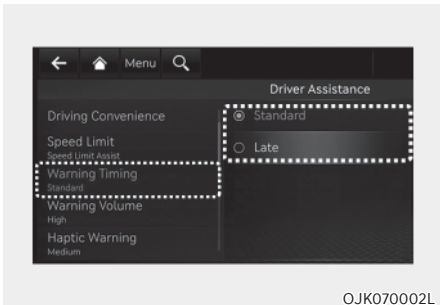 Menu
Driver Assistance
Driving Convenience
Speed Limit
Speed Limit Assist
Warning Timing
Standard
Warning Volume
High
Haptic Warning
Medium
Standard
Late
OJK070002L